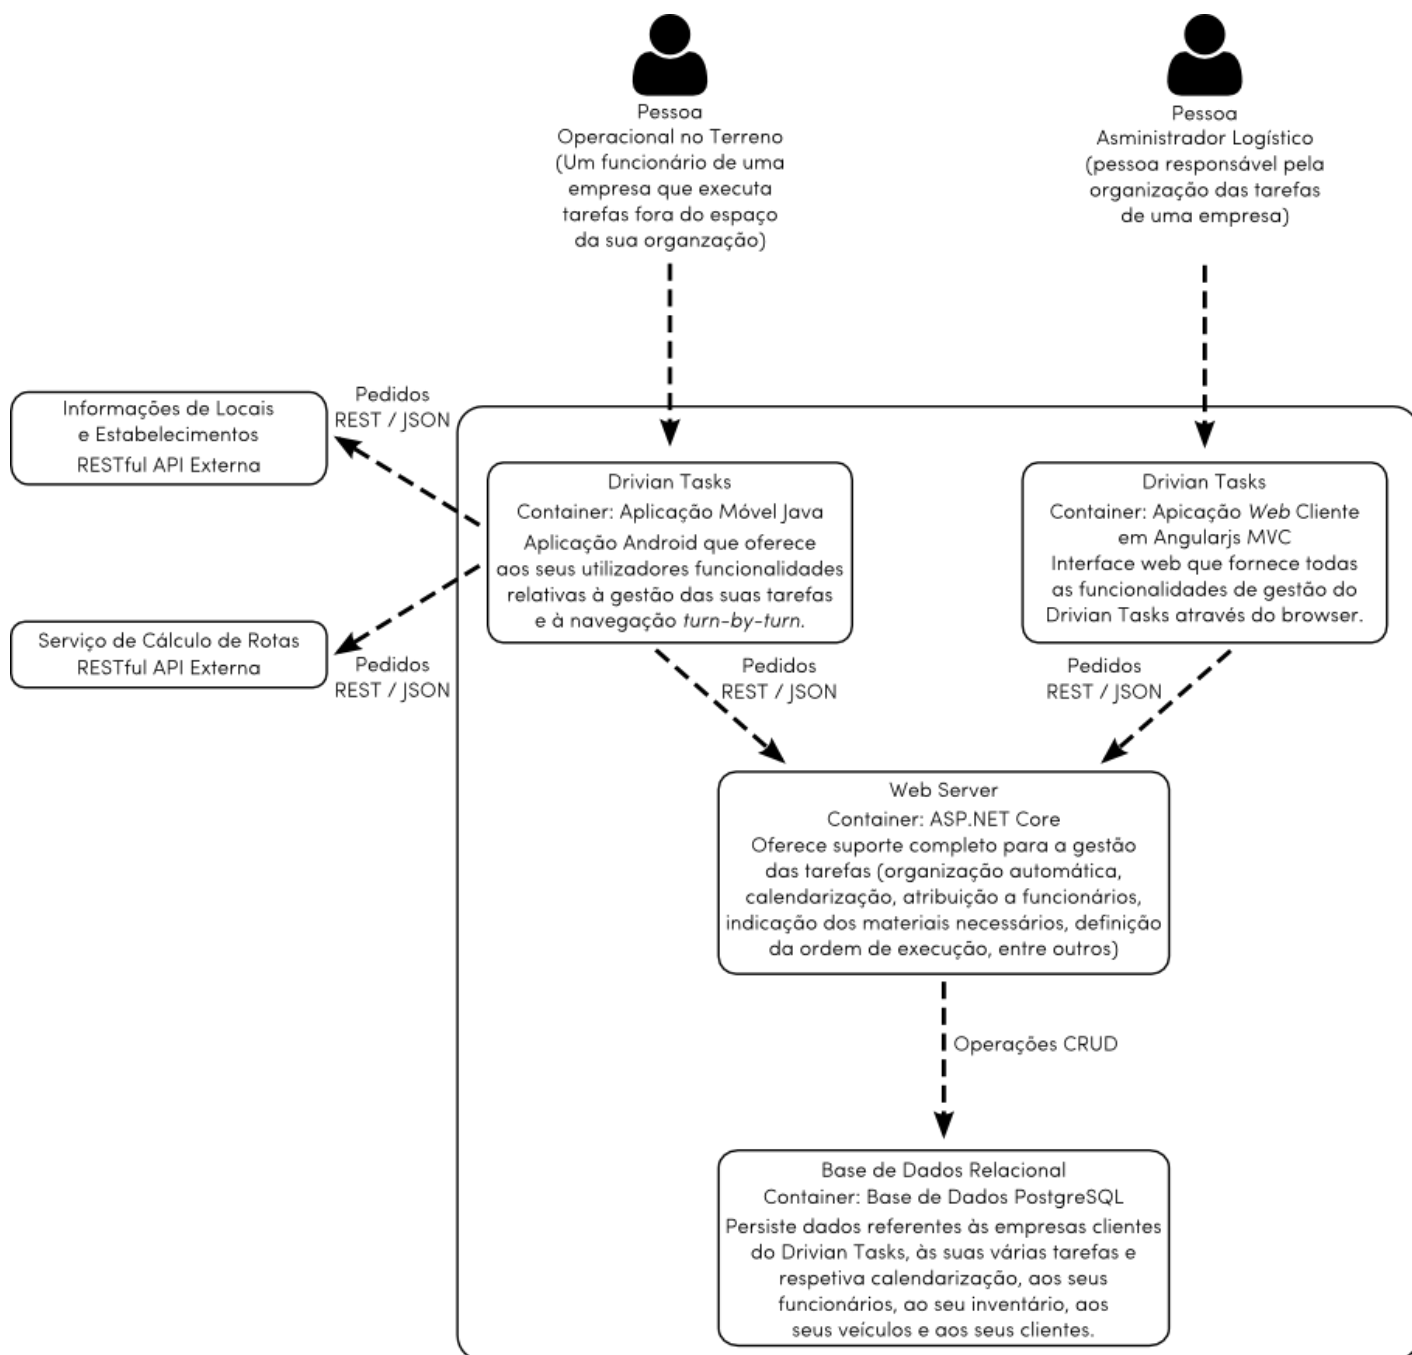 Pessoa
Operacional no Terreno
(Um funcionário de uma
empresa que executa
tarefas fora do espaço
da sua organzação)
Pessoa
Asministrador Logístico
(pessoa responsável pela
organização das tarefas
de uma empresa)
Informações de Locais
e Estabelecimentos
RESTful API Externa
Pedidos
REST / JSON
Serviço de Cálculo de Rotas
RESTful API Externa
Pedidos
REST / JSON
Drivian Tasks
Container: Aplicação Móvel Java
Aplicação Android que oferece
aos seus utilizadores funcionalidades
relativas à gestão das suas tarefas
e à navegação turn-by-turn.
Drivian Tasks
Container: Apicação Web Cliente
em Angularjs MVC
Interface web que fornece todas
as funcionalidades de gestão do
Drivian Tasks através do browser.
Pedidos
REST / JSON
Pedidos
REST / JSON
Web Server
Container: ASP.NET Core
Oferece suporte completo para a gestão
das tarefas (organização automática,
calendarização, atribuição a funcionários,
indicação dos materiais necessários, definição
da ordem de execução, entre outros)
Operações CRUD
Base de Dados Relacional
Container: Base de Dados PostgreSQL
Persiste dados referentes às empresas clientes
do Drivian Tasks, às suas várias tarefas e
respetiva calendarização, aos seus
funcionários, ao seu inventário, aos
seus veículos e aos seus clientes.